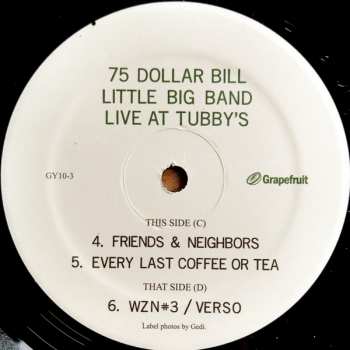 75 DOLLAR BILL
LITTLE BIG BAND
LIVE AT TUBBY'S
GY10-3
Grapefruit
THIS SIDE (C)
4. FRIENDS & NEIGHBORS
5. EVERY LAST COFFEE OR TEA
THAT SIDE (D)
6. WZN#3 / VERSO
Label photos by Gedi.